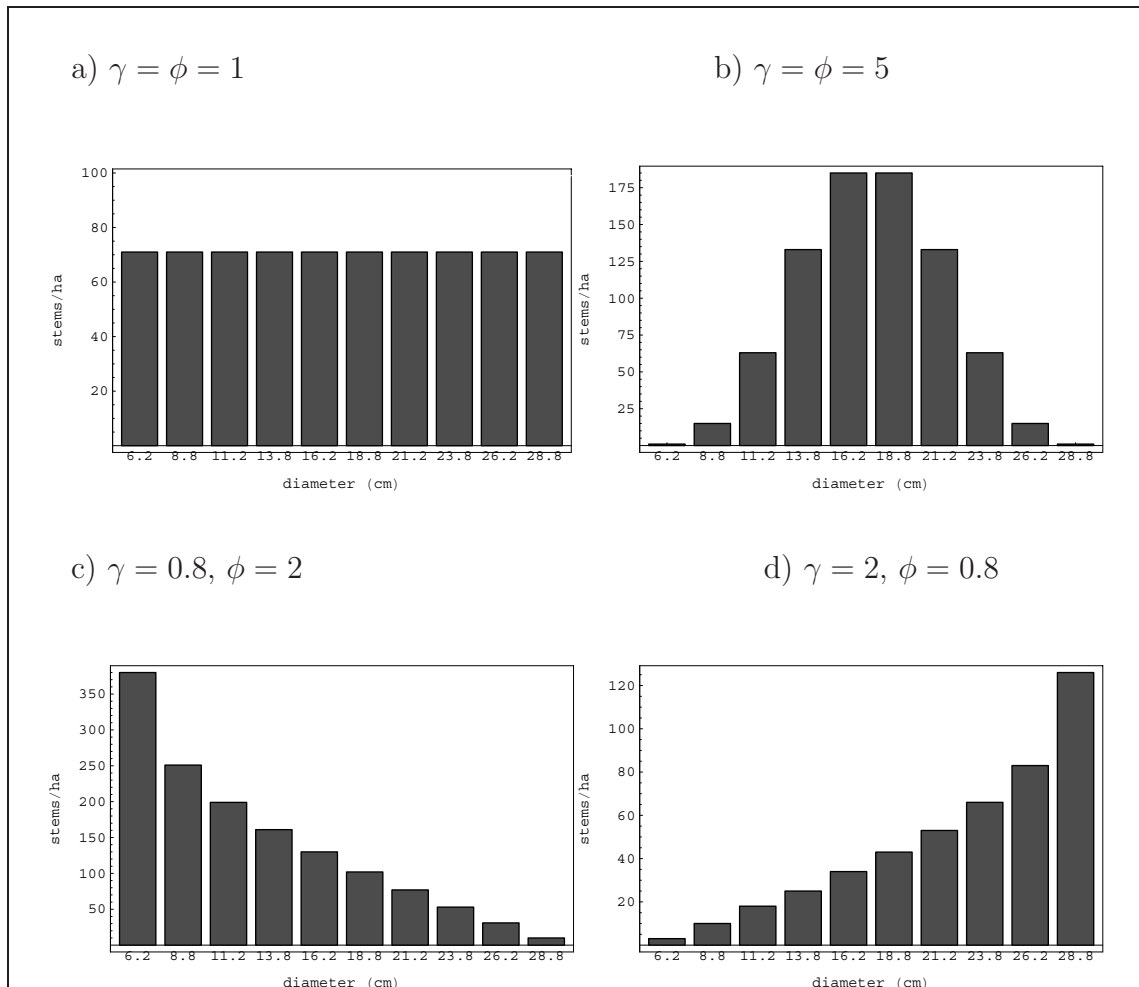 a) γ = ϕ = 1
b) γ = ϕ = 5
100
80
60
40
20
stems/ha
6.2 8.8 11.2 13.8 16.2 18.8 21.2 23.8 26.2 28.8
diameter (cm)
175
150
125
100
75
50
25
stems/ha
6.2 8.8 11.2 13.8 16.2 18.8 21.2 23.8 26.2 28.8
diameter (cm)
c) γ = 0.8, ϕ = 2
d) γ = 2, ϕ = 0.8
350
300
250
200
150
100
50
stems/ha
6.2 8.8 11.2 13.8 16.2 18.8 21.2 23.8 26.2 28.8
diameter (cm)
120
100
80
60
40
20
stems/ha
6.2 8.8 11.2 13.8 16.2 18.8 21.2 23.8 26.2 28.8
diameter (cm)